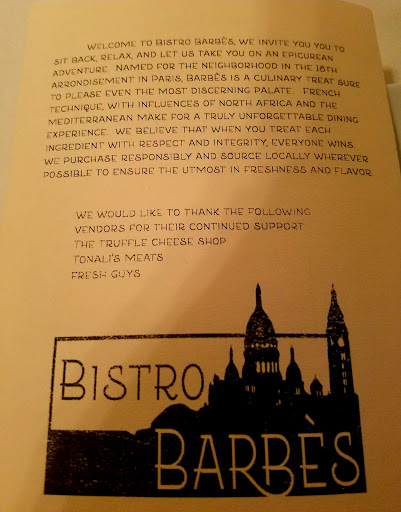 WELCOME TO BISTRO BARBÈS, WE INVITE YOU YOU TO
SIT BACK, RELAX, AND LET US TAKE YOU ON AN EPICUREAN
ADVENTURE. NAMED FOR THE NEIGHBORHOOD IN THE 18TH
ARRONDISEMENT IN PARIS, BARBÈS IS A CULINARY TREAT SURE
TO PLEASE EVEN THE MOST DISCERNING PALATE. FRENCH
TECHNIQUE, WITH INFLUENCES OF NORTH AFRICA AND THE
MEDITERRANEAN MAKE FOR A TRULY UNFORGETTABLE DINING
EXPERIENCE. WE BELIEVE THAT WHEN YOU TREAT EACH
INGREDIENT WITH RESPECT AND INTEGRITY, EVERYONE WINS.
WE PURCHASE RESPONSIBLY AND SOURCE LOCALLY WHEREVER
POSSIBLE TO ENSURE THE UTMOST IN FRESHNESS AND FLAVOR
WE WOULD LIKE TO THANK THE FOLLOWING
VENDORS FOR THEIR CONTINUED SUPPORT
THE TRUFFLE CHEESE SHOP
TONALI'S MEATS
FRESH GUYS
BISTRO
BARBÈS